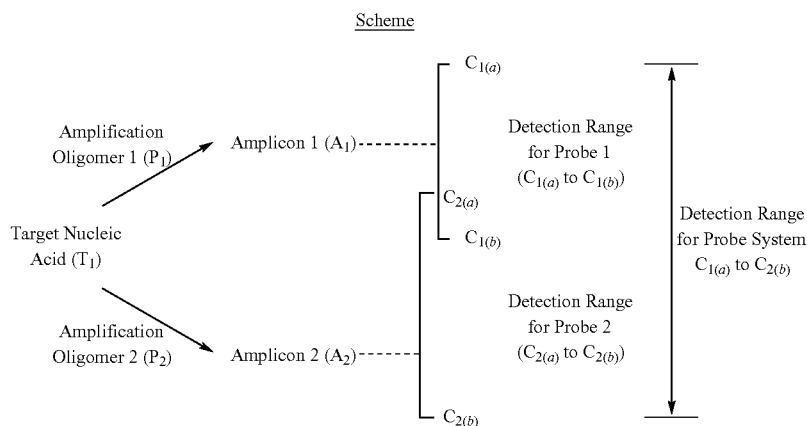 Scheme
C1(a)
Amplification
Oligomer 1 (P1)
Amplicon 1 (A1)
Detection Range
for Probe 1
(C1(a) to C1(b))
C2(a)
C1(b)
Target Nucleic
Acid (T1)
Detection Range
for Probe System
C1(a) to C2(b)
Amplification
Oligomer 2 (P2)
Amplicon 2 (A2)
Detection Range
for Probe 2
(C2(a) to C2(b))
C2(b)